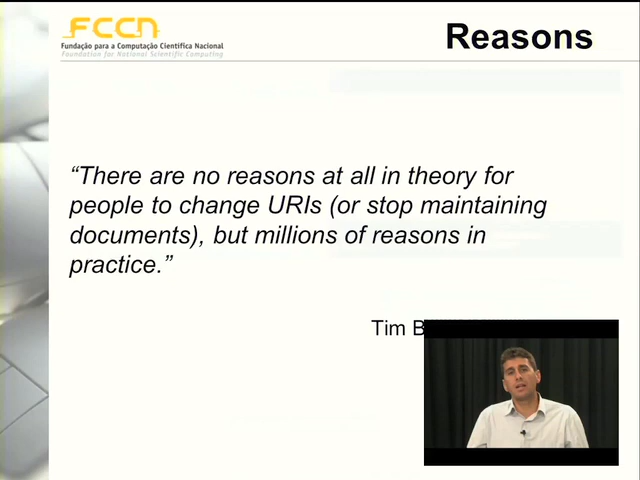 FCCN
Fundação para a Computação Científica Nacional
Foundation for National Scientific Computing
Reasons
“There are no reasons at all in theory for
people to change URIs (or stop maintaining
documents), but millions of reasons in
practice.”
Tim